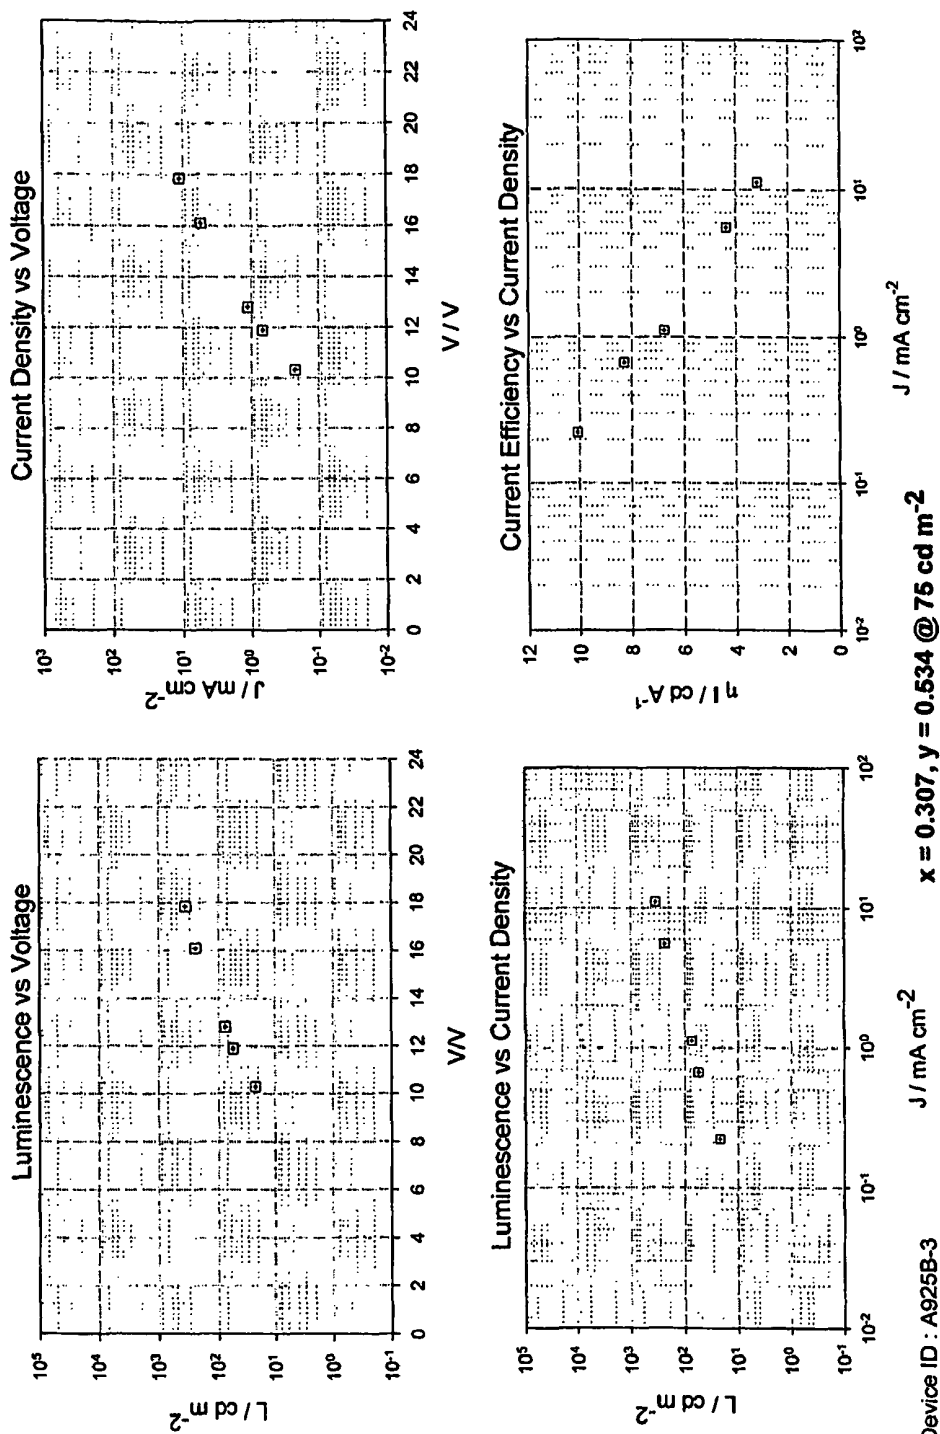 Luminescence vs Voltage
10⁵
10⁴
10³
10²
10¹
10⁰
10⁻¹
L / cd m⁻²
0 2 4 6 8 10 12 14 16 18 20 22 24
V/V
Current Density vs Voltage
10³
10²
10¹
10⁰
10⁻¹
10⁻²
J / mA cm⁻²
0 2 4 6 8 10 12 14 16 18 20 22 24
V / V
Luminescence vs Current Density
10⁵
10⁴
10³
10²
10¹
10⁰
10⁻¹
L / cd m⁻²
10⁻² 10⁻¹ 10⁰ 10¹ 10²
J / mA cm⁻²
Current Efficiency vs Current Density
12
10
8
6
4
2
0
η I / cd A⁻¹
10⁻² 10⁻¹ 10⁰ 10¹ 10²
J / mA cm⁻²
Device ID : A925B-3
x = 0.307, y = 0.534 @ 75 cd m⁻²